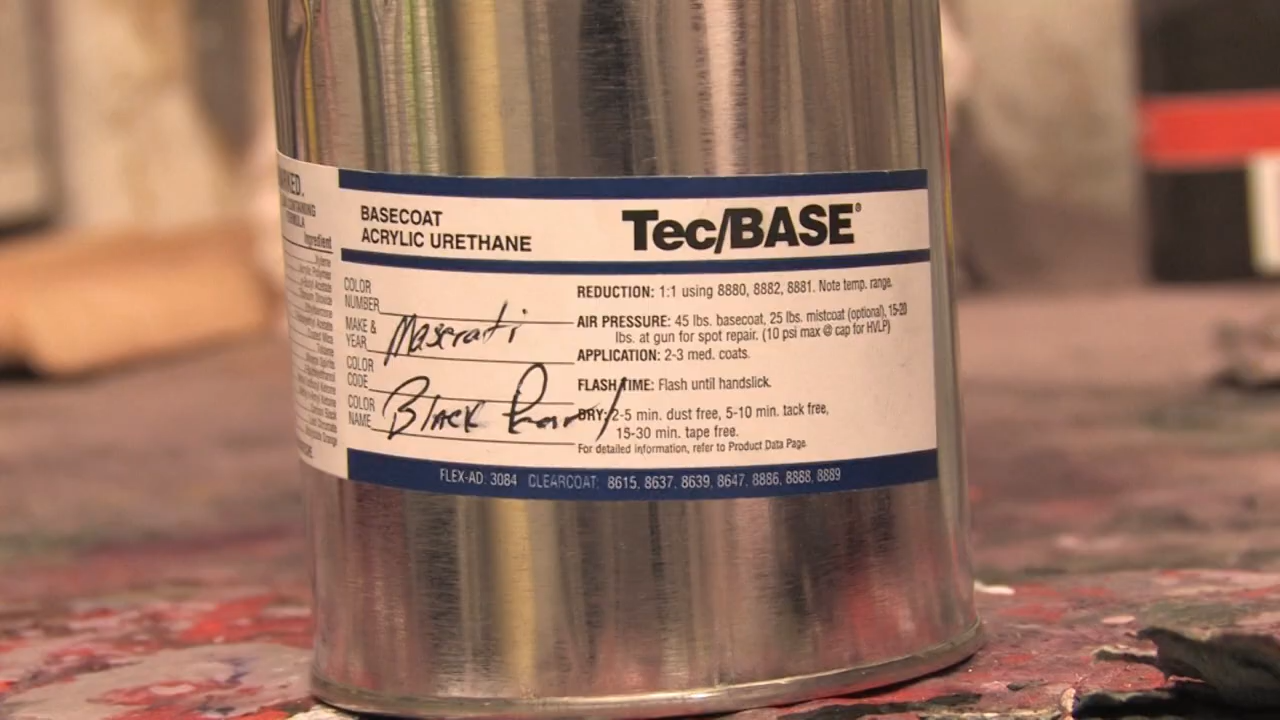 BASECOAT
ACRYLIC URETHANE
Tec/BASE®
COLOR
NUMBER
MAKE &
YEAR
Maserati
COLOR
CODE
COLOR
NAME
Black Pearl
REDUCTION: 1:1 using 8880, 8882, 8881. Note temp. range.
AIR PRESSURE: 45 lbs. basecoat, 25 lbs. mistcoat (optional), 15-20
lbs. at gun for spot repair. (10 psi max @ cap for HVLP)
APPLICATION: 2-3 med. coats.
FLASH TIME: Flash until handslick.
DRY: 2-5 min. dust free, 5-10 min. tack free,
15-30 min. tape free.
For detailed information, refer to Product Data Page.
FLEX-AD: 3084 CLEARCOAT: 8615, 8637, 8639, 8647, 8886, 8888, 8889
CONTAINING
FORMULA
Ingredient
Xylene